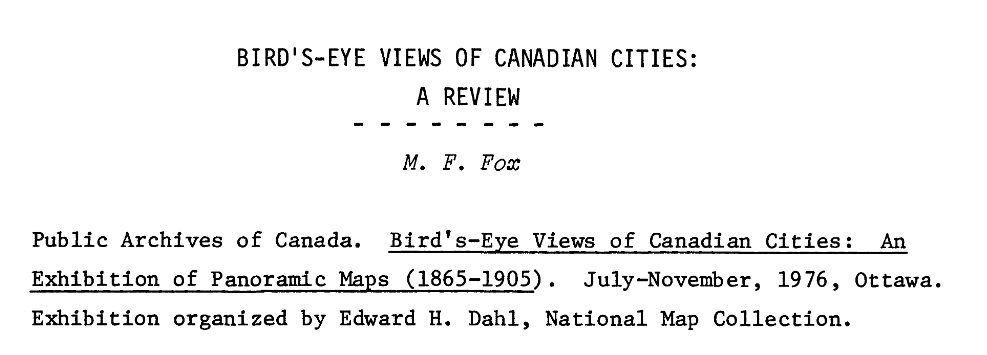 BIRD'S-EYE VIEWS OF CANADIAN CITIES:
A REVIEW
- - - - - - - -
M. F. Fox
Public Archives of Canada. Bird's-Eye Views of Canadian Cities: An
Exhibition of Panoramic Maps (1865-1905). July-November, 1976, Ottawa.
Exhibition organized by Edward H. Dahl, National Map Collection.